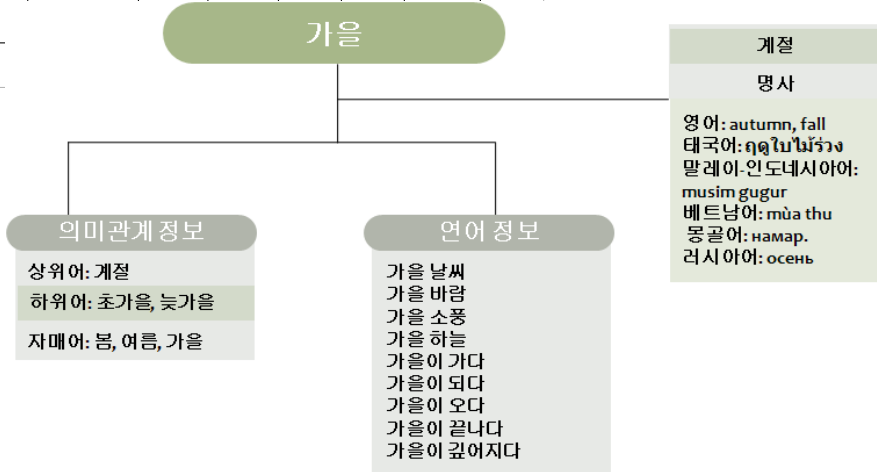 가을
계절
명사
영어: autumn, fall
태국어: ฤดูใบไม้ร่วง
말레이-인도네시아어:
musim gugur
베트남어: mùa thu
몽골어: намар.
러시아어: осень
의미관계 정보
상위어: 계절
하위어: 초가을, 늦가을
자매어: 봄, 여름, 가을
연어 정보
가을 날씨
가을 바람
가을 소풍
가을 하늘
가을이 가다
가을이 되다
가을이 오다
가을이 끝나다
가을이 깊어지다